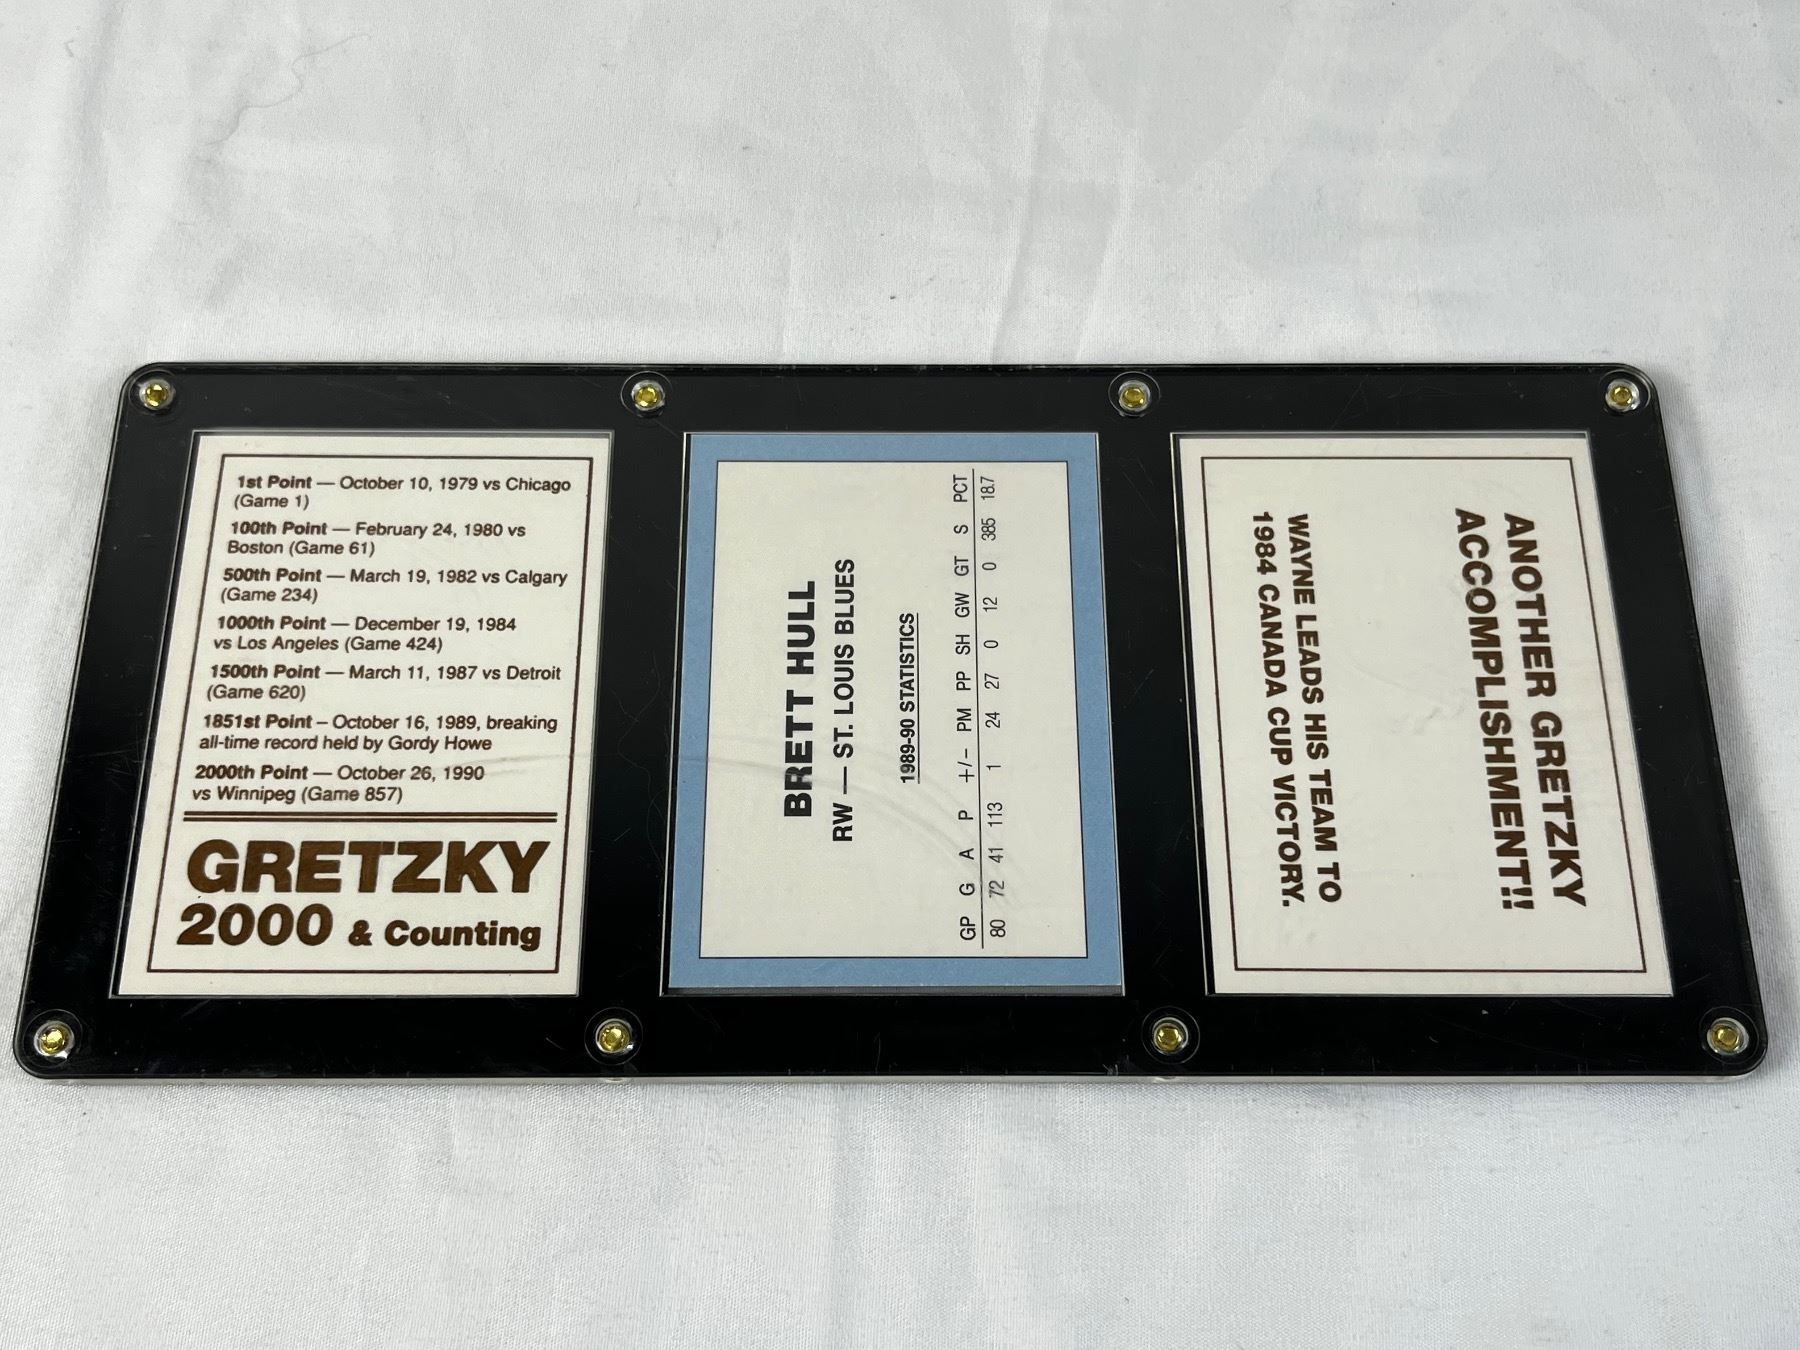 1st Point — October 10, 1979 vs Chicago
(Game 1)
100th Point — February 24, 1980 vs
Boston (Game 61)
500th Point — March 19, 1982 vs Calgary
(Game 234)
1000th Point — December 19, 1984
vs Los Angeles (Game 424)
1500th Point — March 11, 1987 vs Detroit
(Game 620)
1851st Point – October 16, 1989, breaking
all-time record held by Gordy Howe
2000th Point — October 26, 1990
vs Winnipeg (Game 857)
GRETZKY
2000 & Counting
BRETT HULL
RW — ST. LOUIS BLUES
1989-90 STATISTICS
GP G A P +/- PM PP SH GW GT S PCT
80 72 41 113 1 24 27 0 12 0 385 18.7
ANOTHER GRETZKY
ACCOMPLISHMENT!!
WAYNE LEADS HIS TEAM TO
1984 CANADA CUP VICTORY.